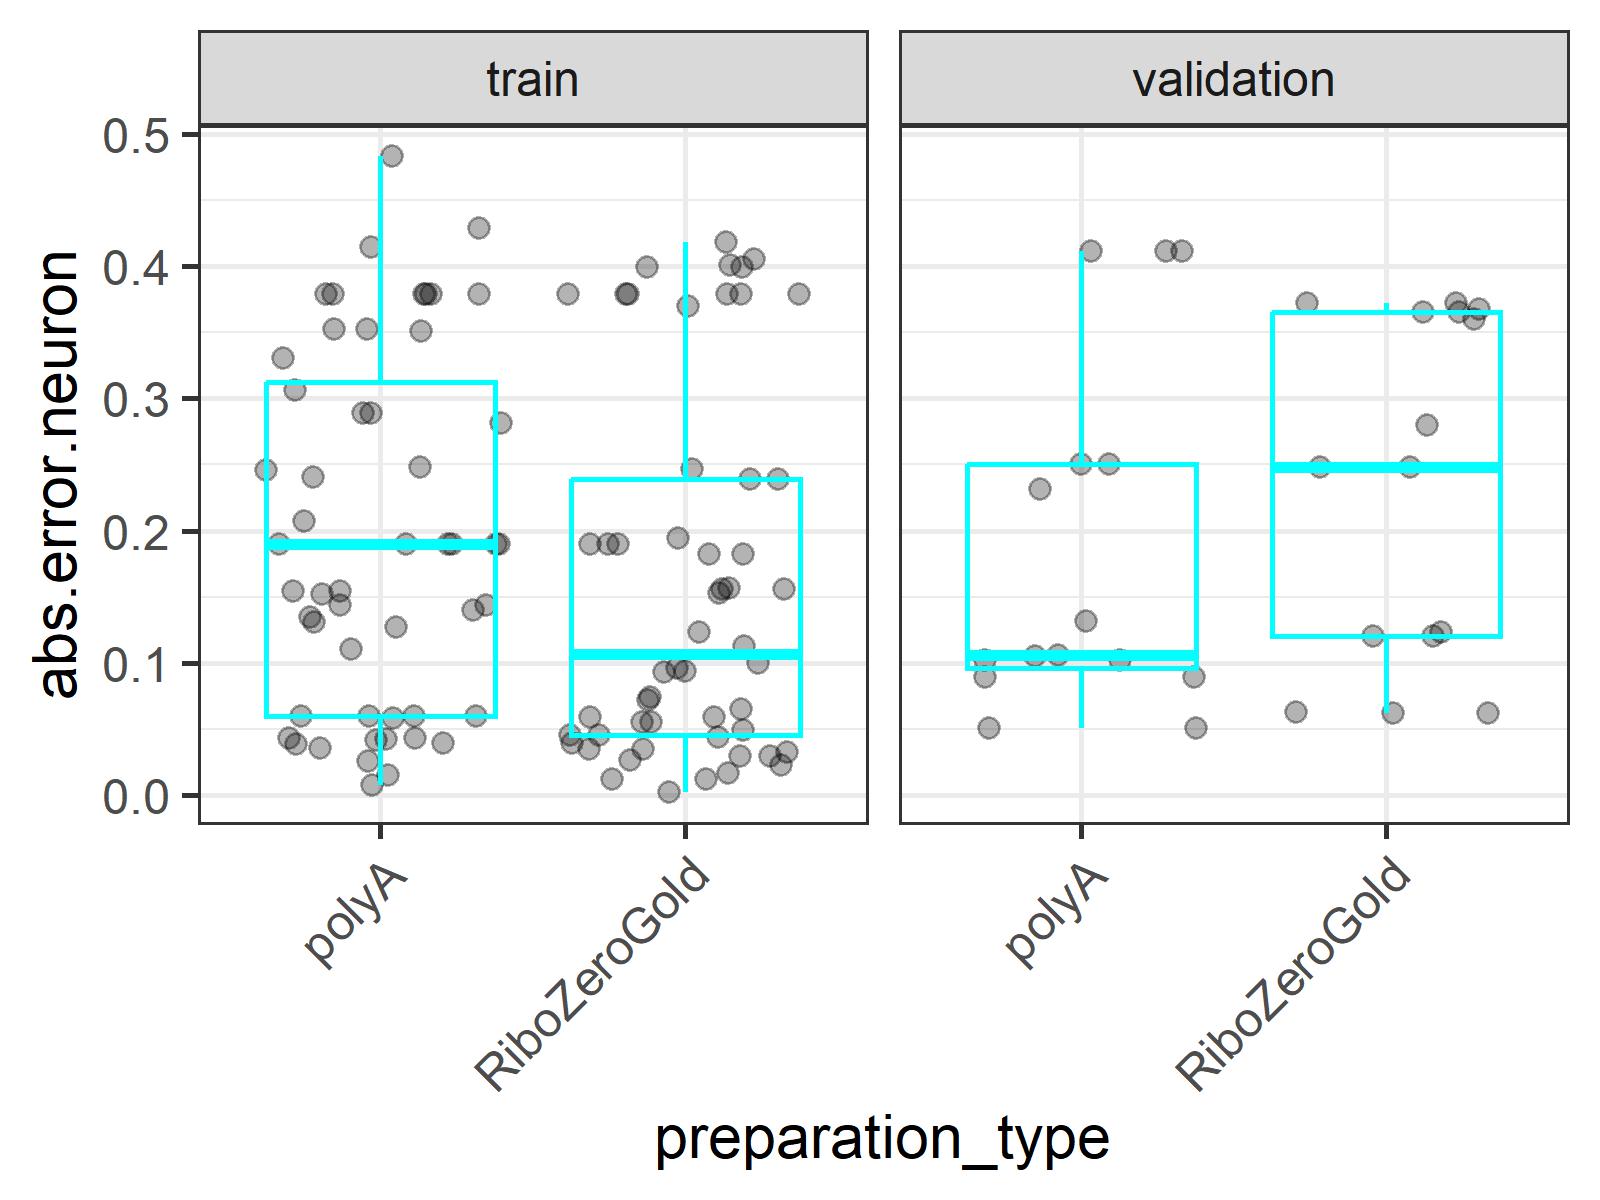 train
validation
abs.error.neuron
0.5
0.4
0.3
0.2
0.1
0.0
polyA
RiboZeroGold
polyA
RiboZeroGold
preparation_type